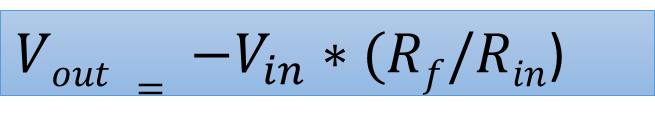 V_out = −V_in * (R_f/R_in)